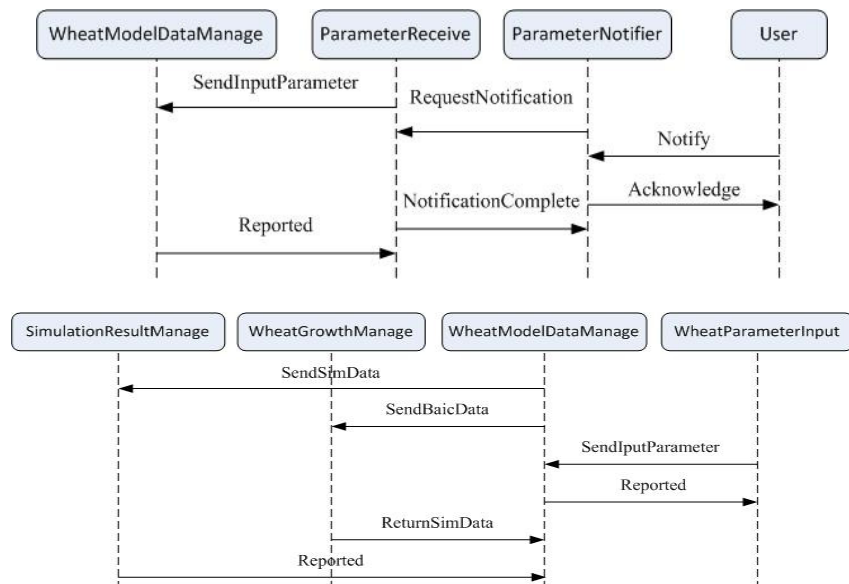 WheatModelDataManage
ParameterReceive
ParameterNotifier
User
SendInputParameter
RequestNotification
Notify
Acknowledge
NotificationComplete
Reported
SimulationResultManage
WheatGrowthManage
WheatModelDataManage
WheatParameterInput
SendSimData
SendBaicData
SendIputParameter
Reported
ReturnSimData
Reported